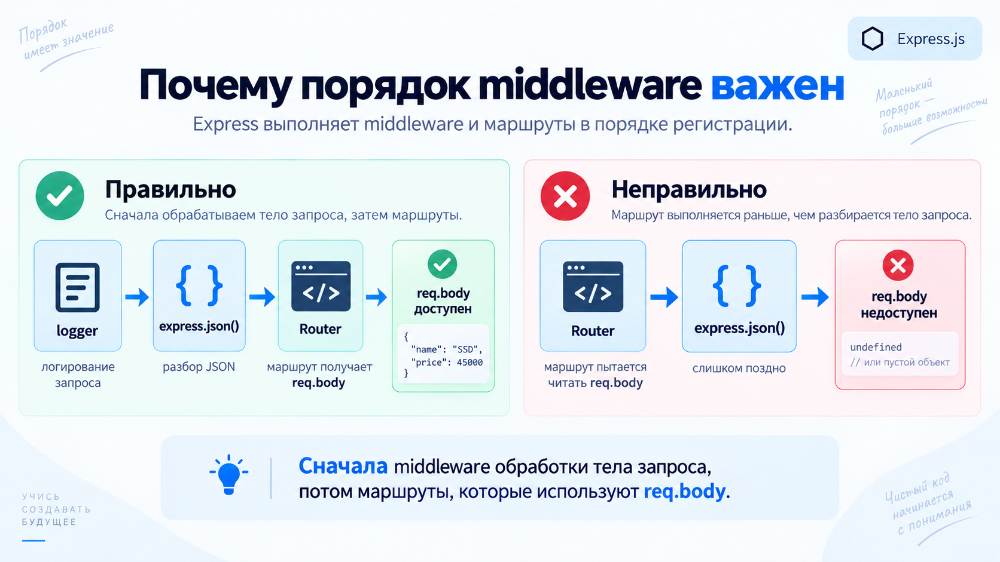 Порядок
имеет значение
Express.js
Почему порядок middleware важен
Express выполняет middleware и маршруты в порядке регистрации.
Маленький
порядок —
большие возможности
Правильно
Сначала обрабатываем тело запроса, затем маршруты.
logger
логирование
запроса
{ }
express.json()
разбор JSON
</>
Router
маршрут получает
req.body
req.body
доступен
{
"name": "SSD",
"price": 45000
}
Неправильно
Маршрут выполняется раньше, чем разбирается тело запроса.
</>
Router
маршрут пытается
читать req.body
{ }
express.json()
слишком поздно
req.body
недоступен
undefined
// или пустой объект
Сначала middleware обработки тела запроса,
потом маршруты, которые используют req.body.
УЧИСЬ
СОЗДАВАТЬ
БУДУЩЕЕ
Чистый код
начинается
с понимания